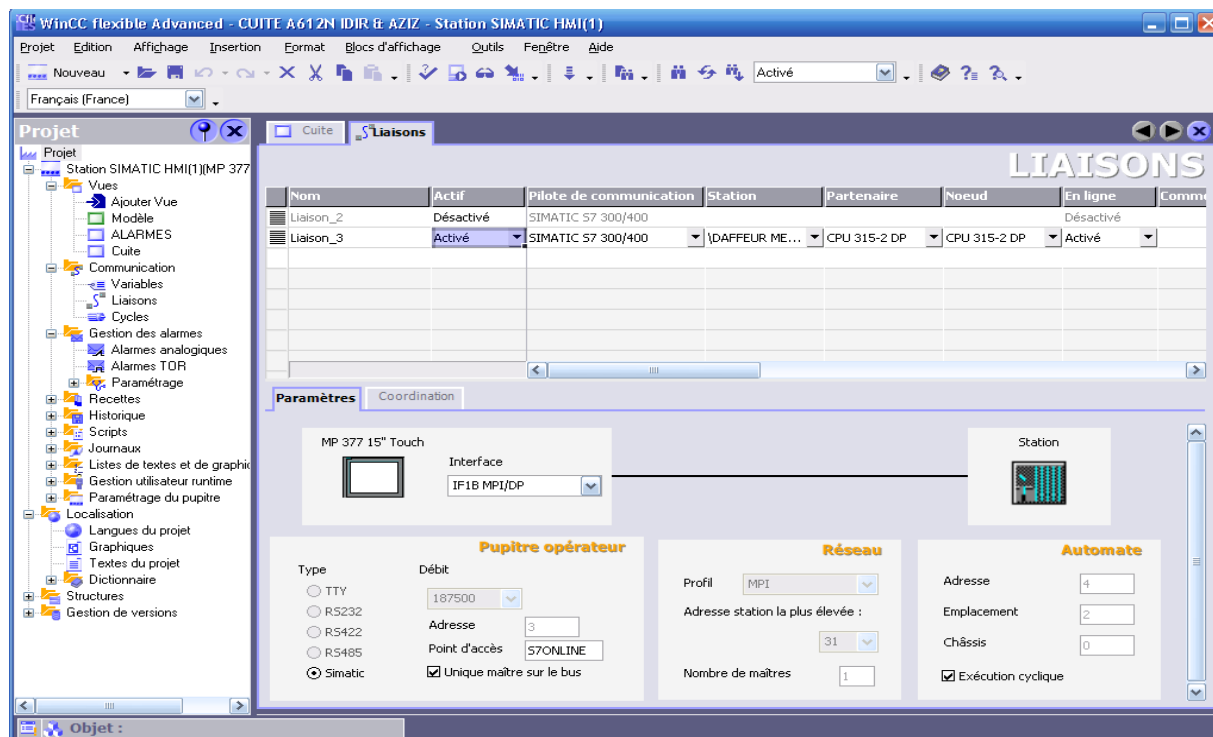 WinCC flexible Advanced - CUITE A612N IDIR & AZIZ - Station SIMATIC HMI(1)
Projet Edition Affichage Insertion Format Blocs d'affichage Outils Fenêtre Aide
Nouveau Activé
Français (France)
Projet
Cuite Liaisons
Projet
Station SIMATIC HMI(1)(MP 377
Vues
Ajouter Vue
Modèle
ALARMES
Cuite
Communication
Variables
Liaisons
Cycles
Gestion des alarmes
Alarmes analogiques
Alarmes TOR
Paramétrage
Recettes
Historique
Scripts
Journaux
Listes de textes et de graphic
Gestion utilisateur runtime
Paramétrage du pupitre
Localisation
Langues du projet
Graphiques
Textes du projet
Dictionnaire
Structures
Gestion de versions
LIAISONS
Nom Actif Pilote de communication Station Partenaire Noeud En ligne Comme
Liaison_2 Désactivé SIMATIC S7 300/400 Désactivé
Liaison_3 Activé SIMATIC S7 300/400 \DAFFEUR ME... CPU 315-2 DP CPU 315-2 DP Activé
Paramètres Coordination
MP 377 15" Touch
Interface
IF1B MPI/DP
Station
Pupitre opérateur
Type
TTY
RS232
RS422
RS485
Simatic
Débit
187500
Adresse 3
Point d'accès S7ONLINE
Unique maître sur le bus
Réseau
Profil MPI
Adresse station la plus élevée :
31
Nombre de maîtres 1
Automate
Adresse 4
Emplacement 2
Châssis 0
Exécution cyclique
Objet :